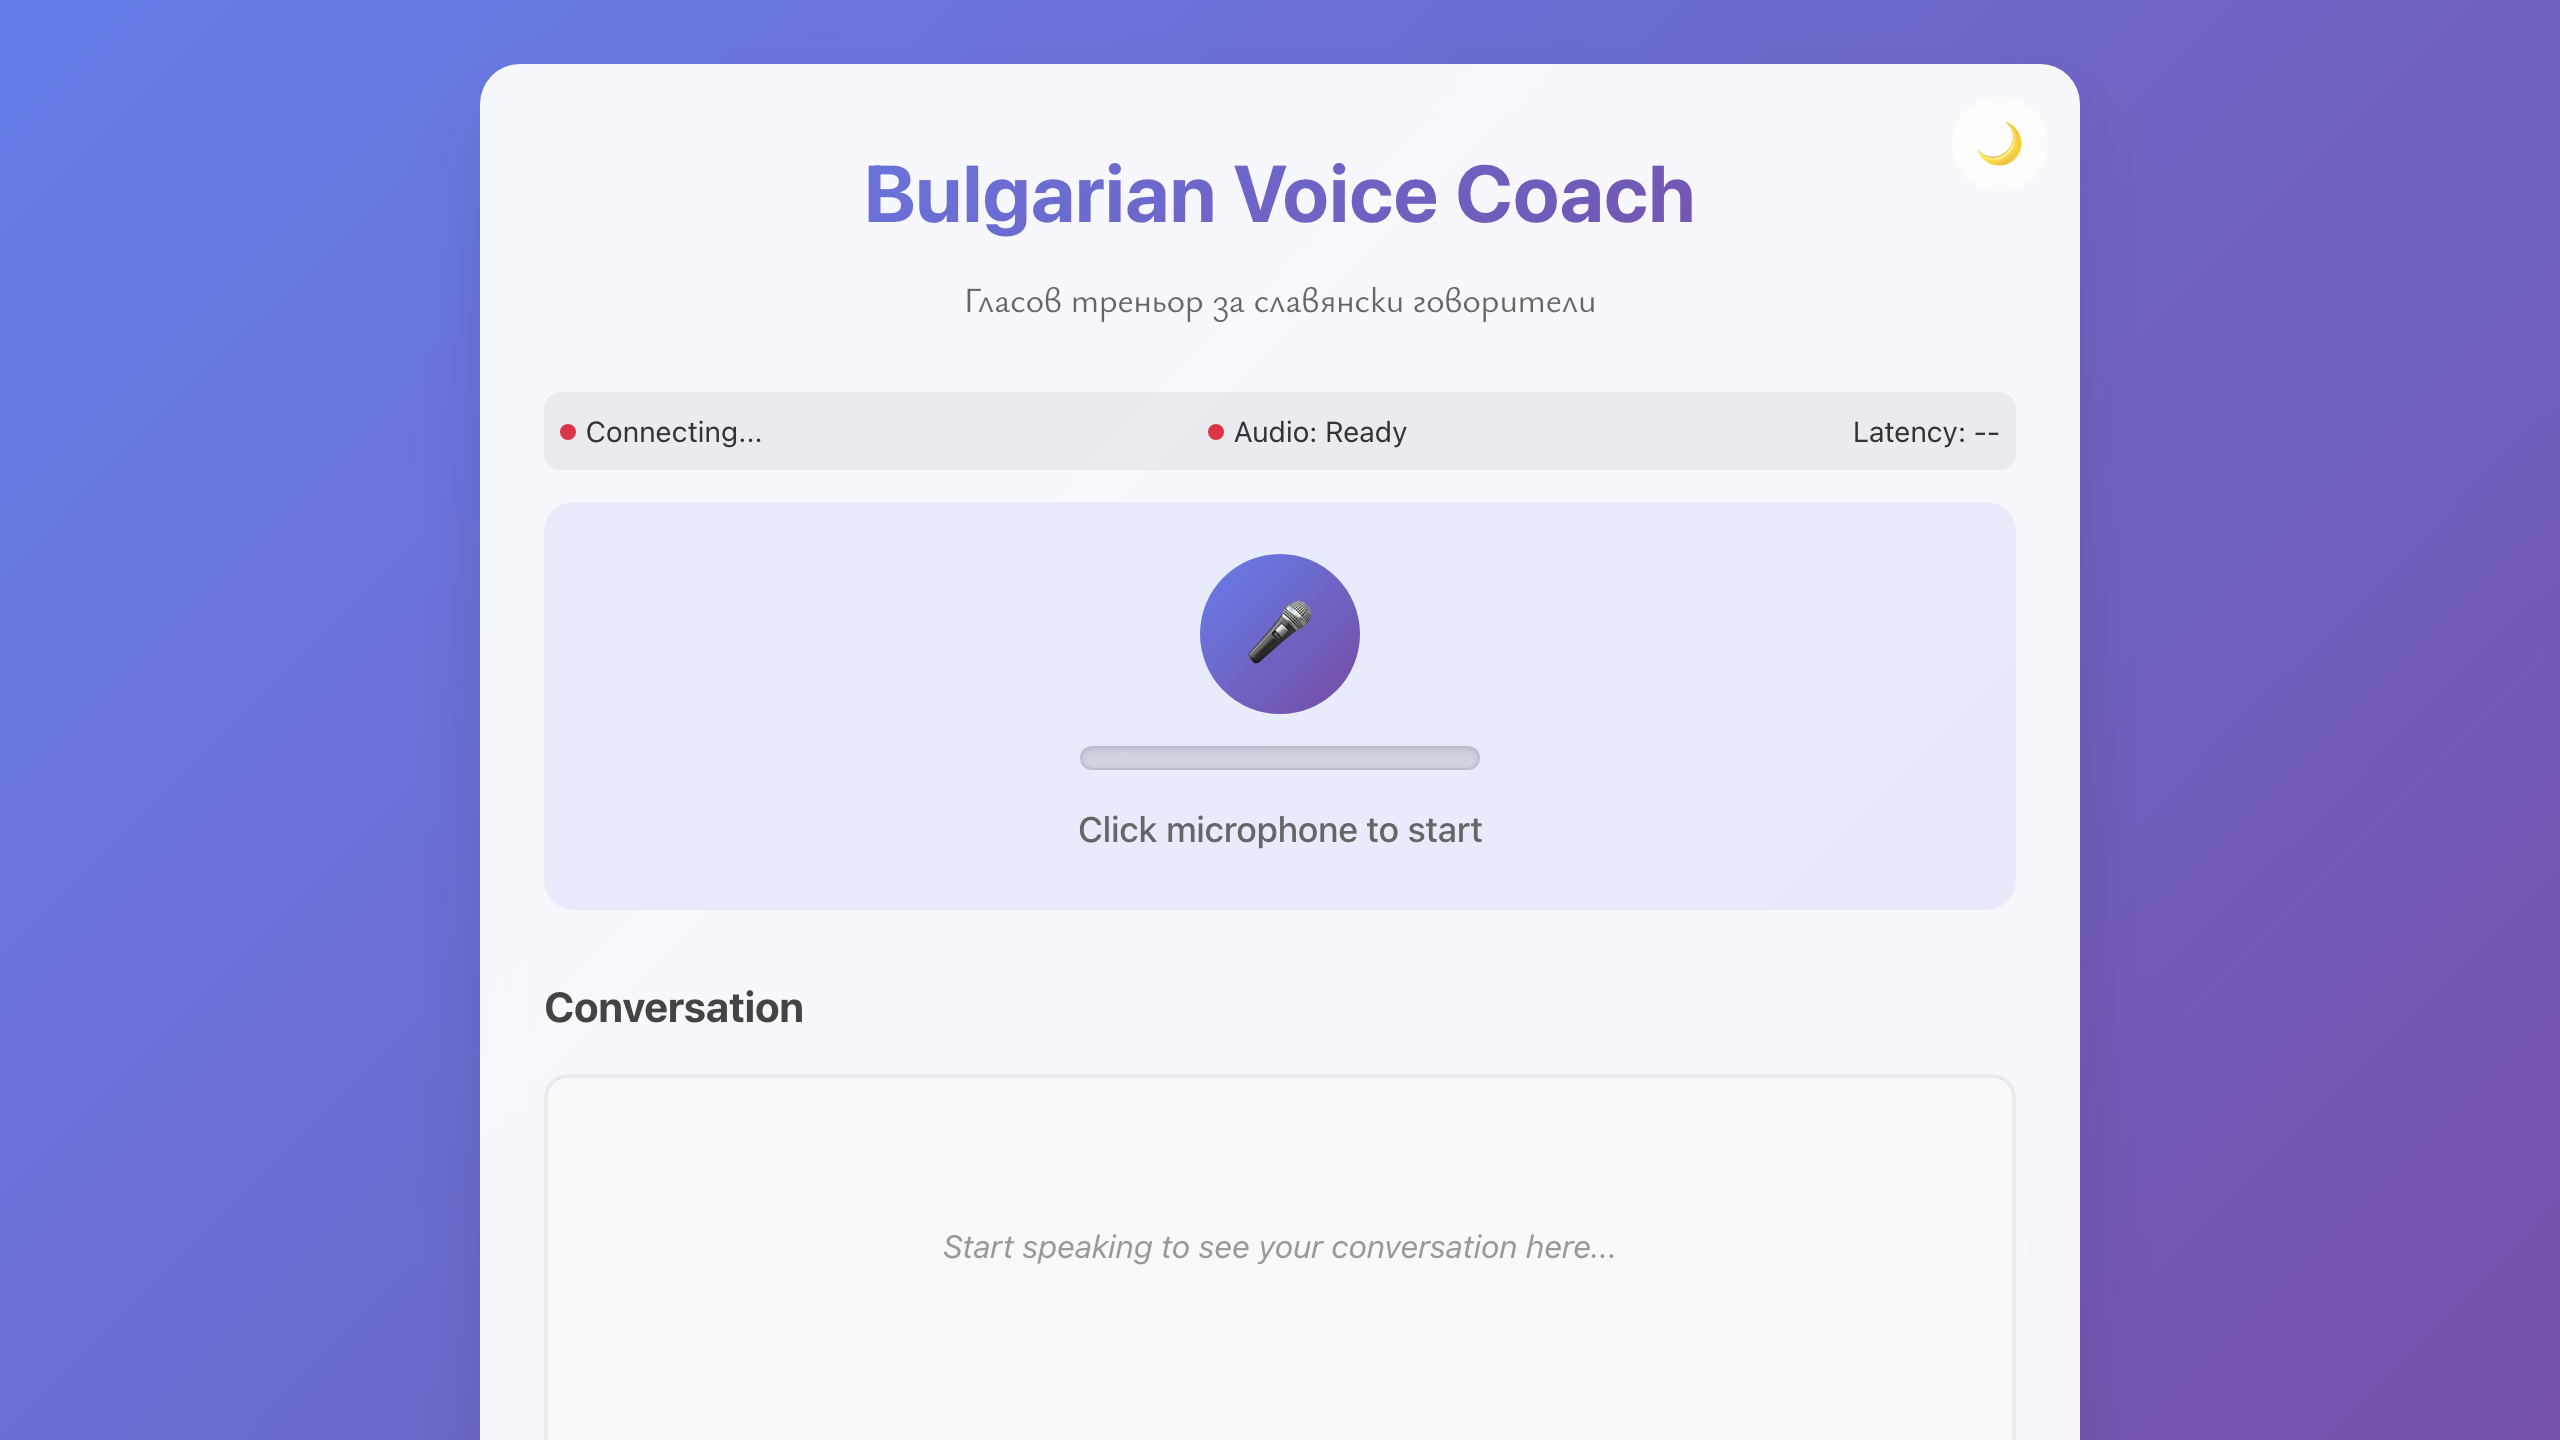 Bulgarian Voice Coach
Гласов треньор за славянски говорители
Connecting...
Audio: Ready
Latency: --
Click microphone to start
Conversation
Start speaking to see your conversation here...